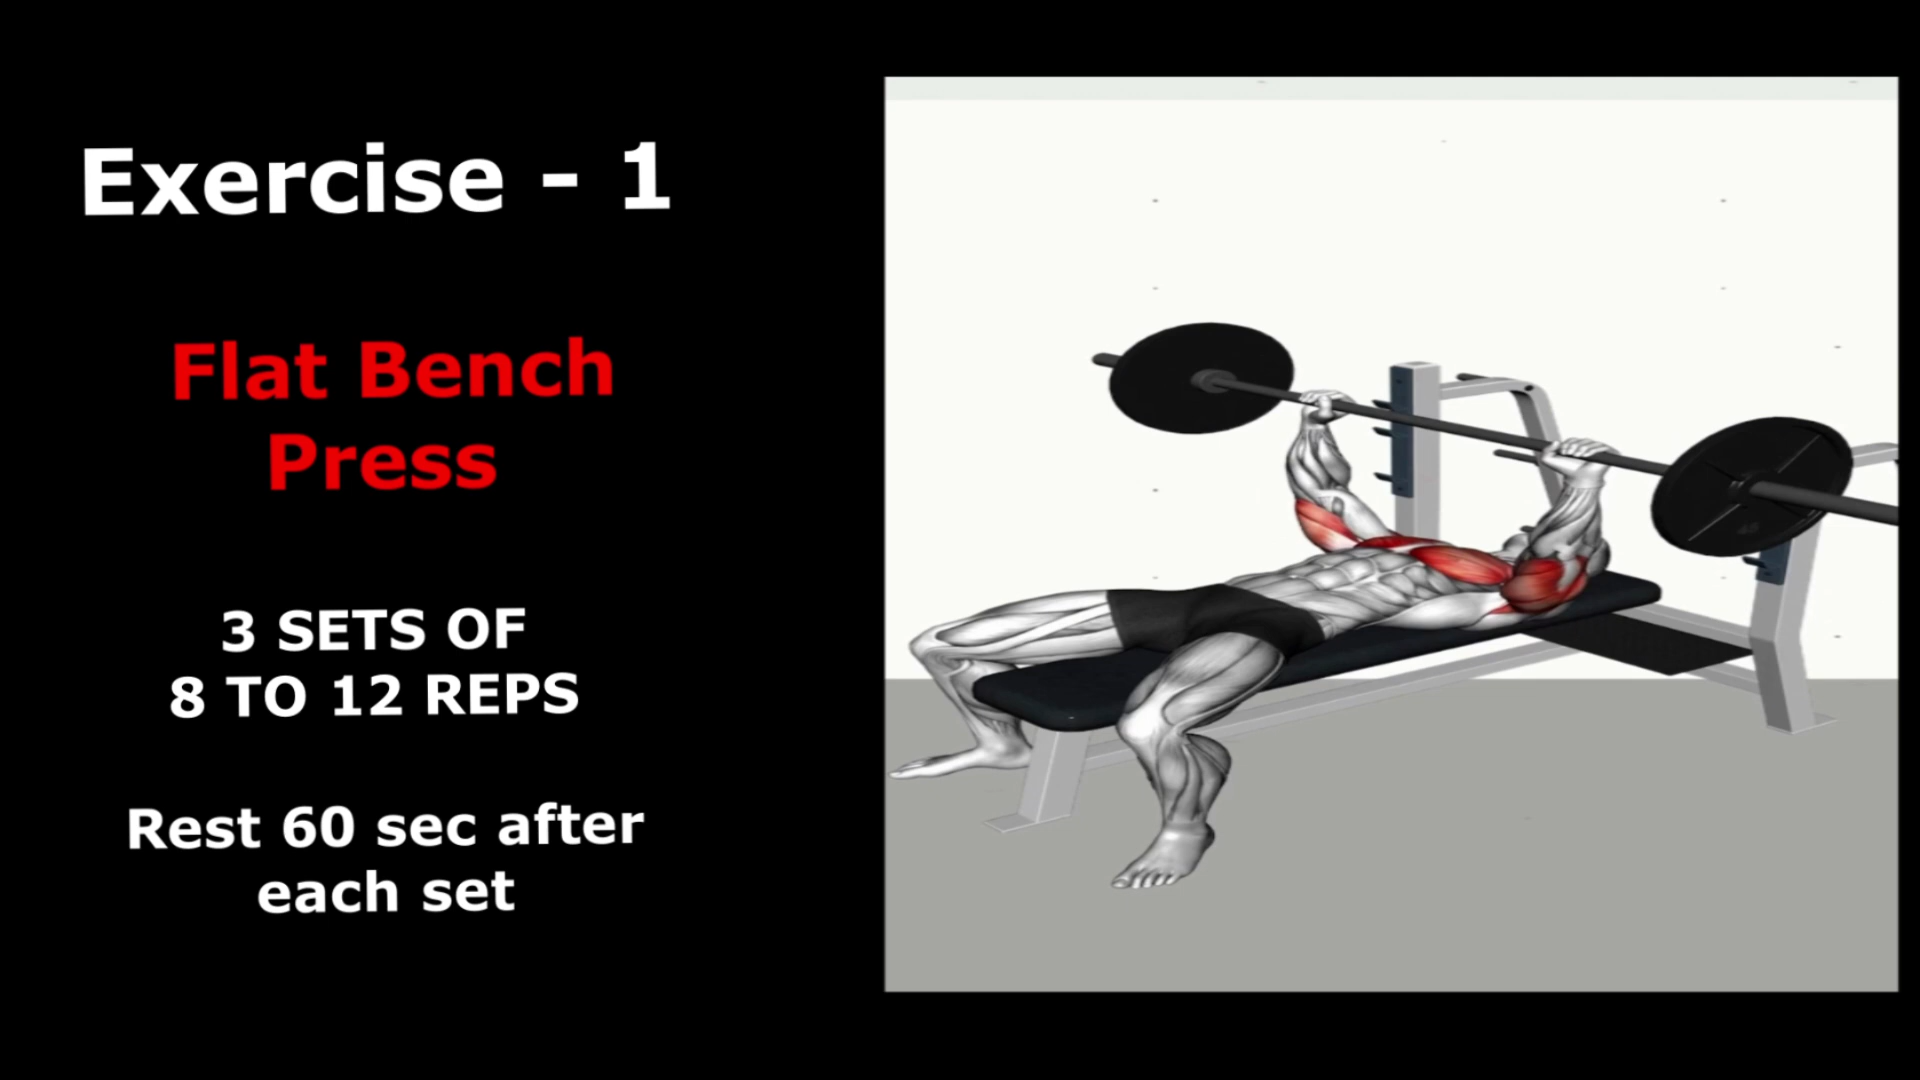 Exercise - 1
Flat Bench
Press
3 SETS OF
8 TO 12 REPS
Rest 60 sec after
each set